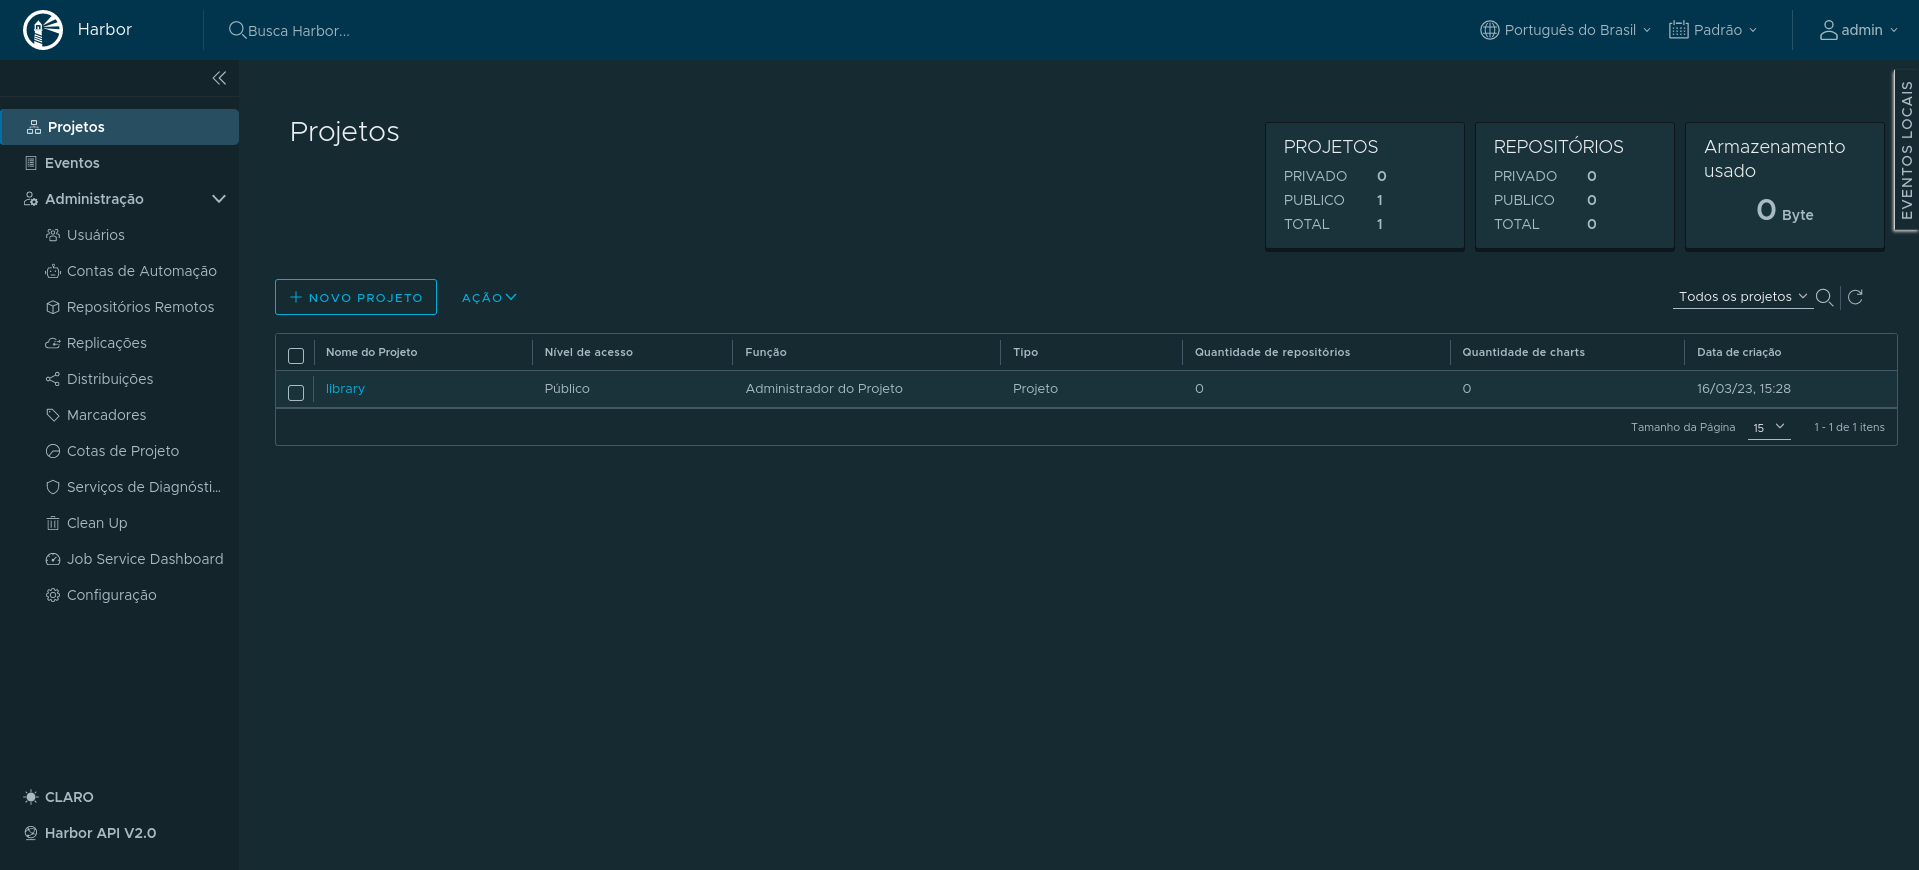 Harbor
Busca Harbor...
Português do Brasil
Padrão
admin
Projetos
Eventos
Administração
Usuários
Contas de Automação
Repositórios Remotos
Replicações
Distribuições
Marcadores
Cotas de Projeto
Serviços de Diagnósti...
Clean Up
Job Service Dashboard
Configuração
CLARO
Harbor API V2.0
Projetos
PROJETOS
PRIVADO 0
PUBLICO 1
TOTAL 1
REPOSITÓRIOS
PRIVADO 0
PUBLICO 0
TOTAL 0
Armazenamento
usado
0 Byte
EVENTOS LOCAIS
NOVO PROJETO
AÇÃO
Todos os projetos
Nome do Projeto Nível de acesso Função Tipo Quantidade de repositórios Quantidade de charts Data de criação
library Público Administrador do Projeto Projeto 0 0 16/03/23, 15:28
Tamanho da Página 15 1 - 1 de 1 itens